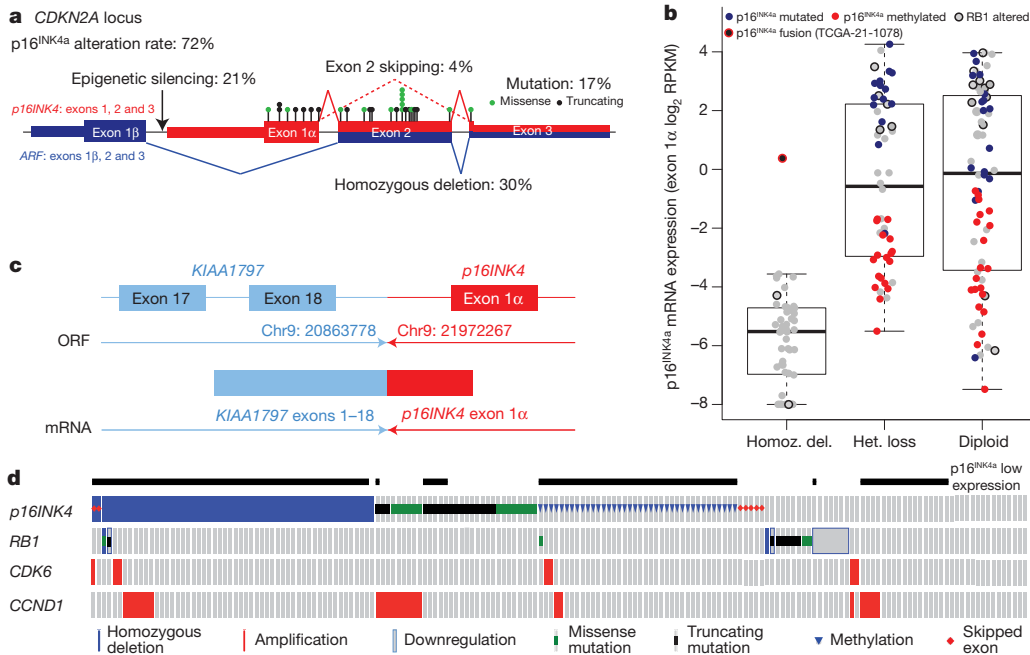 a CDKN2A locus
p16INK4a alteration rate: 72%
Epigenetic silencing: 21%
Exon 2 skipping: 4%
Mutation: 17%
Missense Truncating
p16INK4: exons 1, 2 and 3
Exon 1β
Exon 1α
Exon 2
Exon 3
ARF: exons 1β, 2 and 3
Homozygous deletion: 30%
b
p16INK4a mutated
p16INK4a methylated
RB1 altered
p16INK4a fusion (TCGA-21-1078)
p16INK4a mRNA expression (exon 1α log2 RPKM)
4
2
0
−2
−4
−6
−8
Homoz. del.
Het. loss
Diploid
c
KIAA1797
p16INK4
Exon 17
Exon 18
Exon 1α
Chr9: 20863778
Chr9: 21972267
ORF
KIAA1797 exons 1–18
p16INK4 exon 1α
mRNA
d
p16INK4a low
expression
p16INK4
RB1
CDK6
CCND1
Homozygous
deletion
Amplification
Downregulation
Missense
mutation
Truncating
mutation
Methylation
Skipped
exon